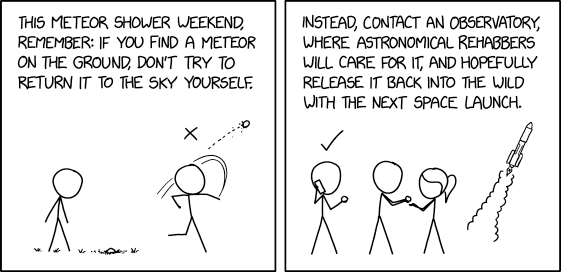 THIS METEOR SHOWER WEEKEND,
REMEMBER: IF YOU FIND A METEOR
ON THE GROUND, DON'T TRY TO
RETURN IT TO THE SKY YOURSELF.
INSTEAD, CONTACT AN OBSERVATORY,
WHERE ASTRONOMICAL REHABBERS
WILL CARE FOR IT, AND HOPEFULLY
RELEASE IT BACK INTO THE WILD
WITH THE NEXT SPACE LAUNCH.